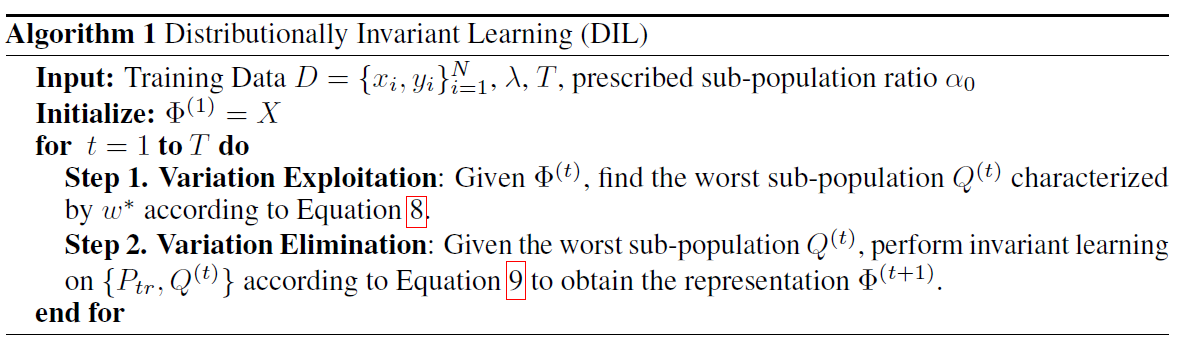 Algorithm 1 Distributionally Invariant Learning (DIL)
Input: Training Data $D = \{x_i, y_i\}_{i=1}^N$, $\lambda$, $T$, prescribed sub-population ratio $\alpha_0$
Initialize: $\Phi^{(1)} = X$
for $t = 1$ to $T$ do
Step 1. Variation Exploitation: Given $\Phi^{(t)}$, find the worst sub-population $Q^{(t)}$ characterized
by $w^*$ according to Equation 8.
Step 2. Variation Elimination: Given the worst sub-population $Q^{(t)}$, perform invariant learning
on $\{P_{tr}, Q^{(t)}\}$ according to Equation 9 to obtain the representation $\Phi^{(t+1)}$.
end for